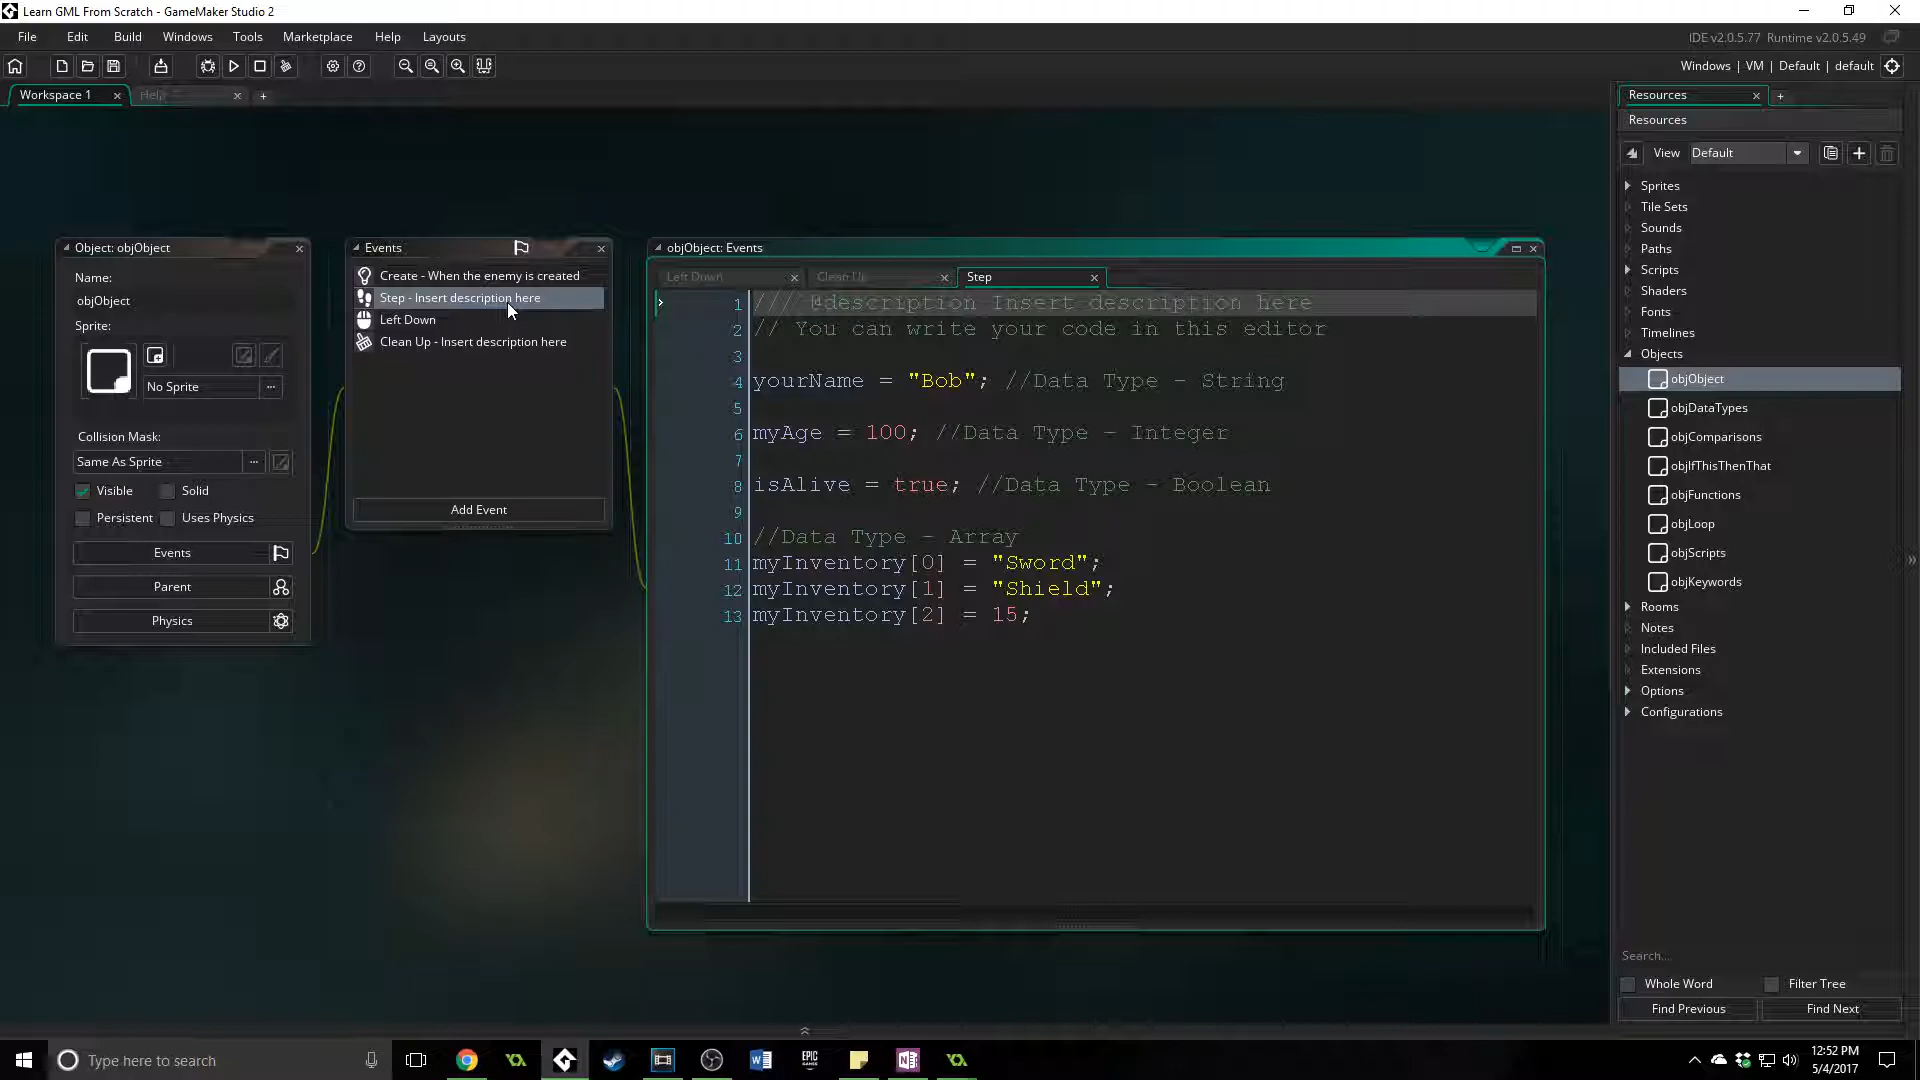 Learn GML From Scratch - GameMaker Studio 2
File Edit Build Windows Tools Marketplace Help Layouts
IDE v2.0.5.77 Runtime v2.0.5.49
Windows | VM | Default | default
Workspace 1
Help
Resources
Resources
View Default
Sprites
Tile Sets
Sounds
Paths
Scripts
Shaders
Fonts
Timelines
Objects
objObject
objDataTypes
objComparisons
objIfThisThenThat
objFunctions
objLoop
objScripts
objKeywords
Rooms
Notes
Included Files
Extensions
Options
Configurations
Search...
Whole Word
Filter Tree
Find Previous
Find Next
Object: objObject
Name:
objObject
Sprite:
No Sprite
...
Collision Mask:
Same As Sprite
...
Visible
Solid
Persistent
Uses Physics
Events
Parent
Physics
Events
Create - When the enemy is created
Step - Insert description here
Left Down
Clean Up - Insert description here
Add Event
objObject: Events
Left Down
Clean Up
Step
1 /// @description Insert description here
2 // You can write your code in this editor
3
4 yourName = "Bob"; //Data Type - String
5
6 myAge = 100; //Data Type - Integer
7
8 isAlive = true; //Data Type - Boolean
9
10 //Data Type - Array
11 myInventory[0] = "Sword";
12 myInventory[1] = "Shield";
13 myInventory[2] = 15;
Type here to search
EPIC
GAMES
12:52 PM
5/4/2017